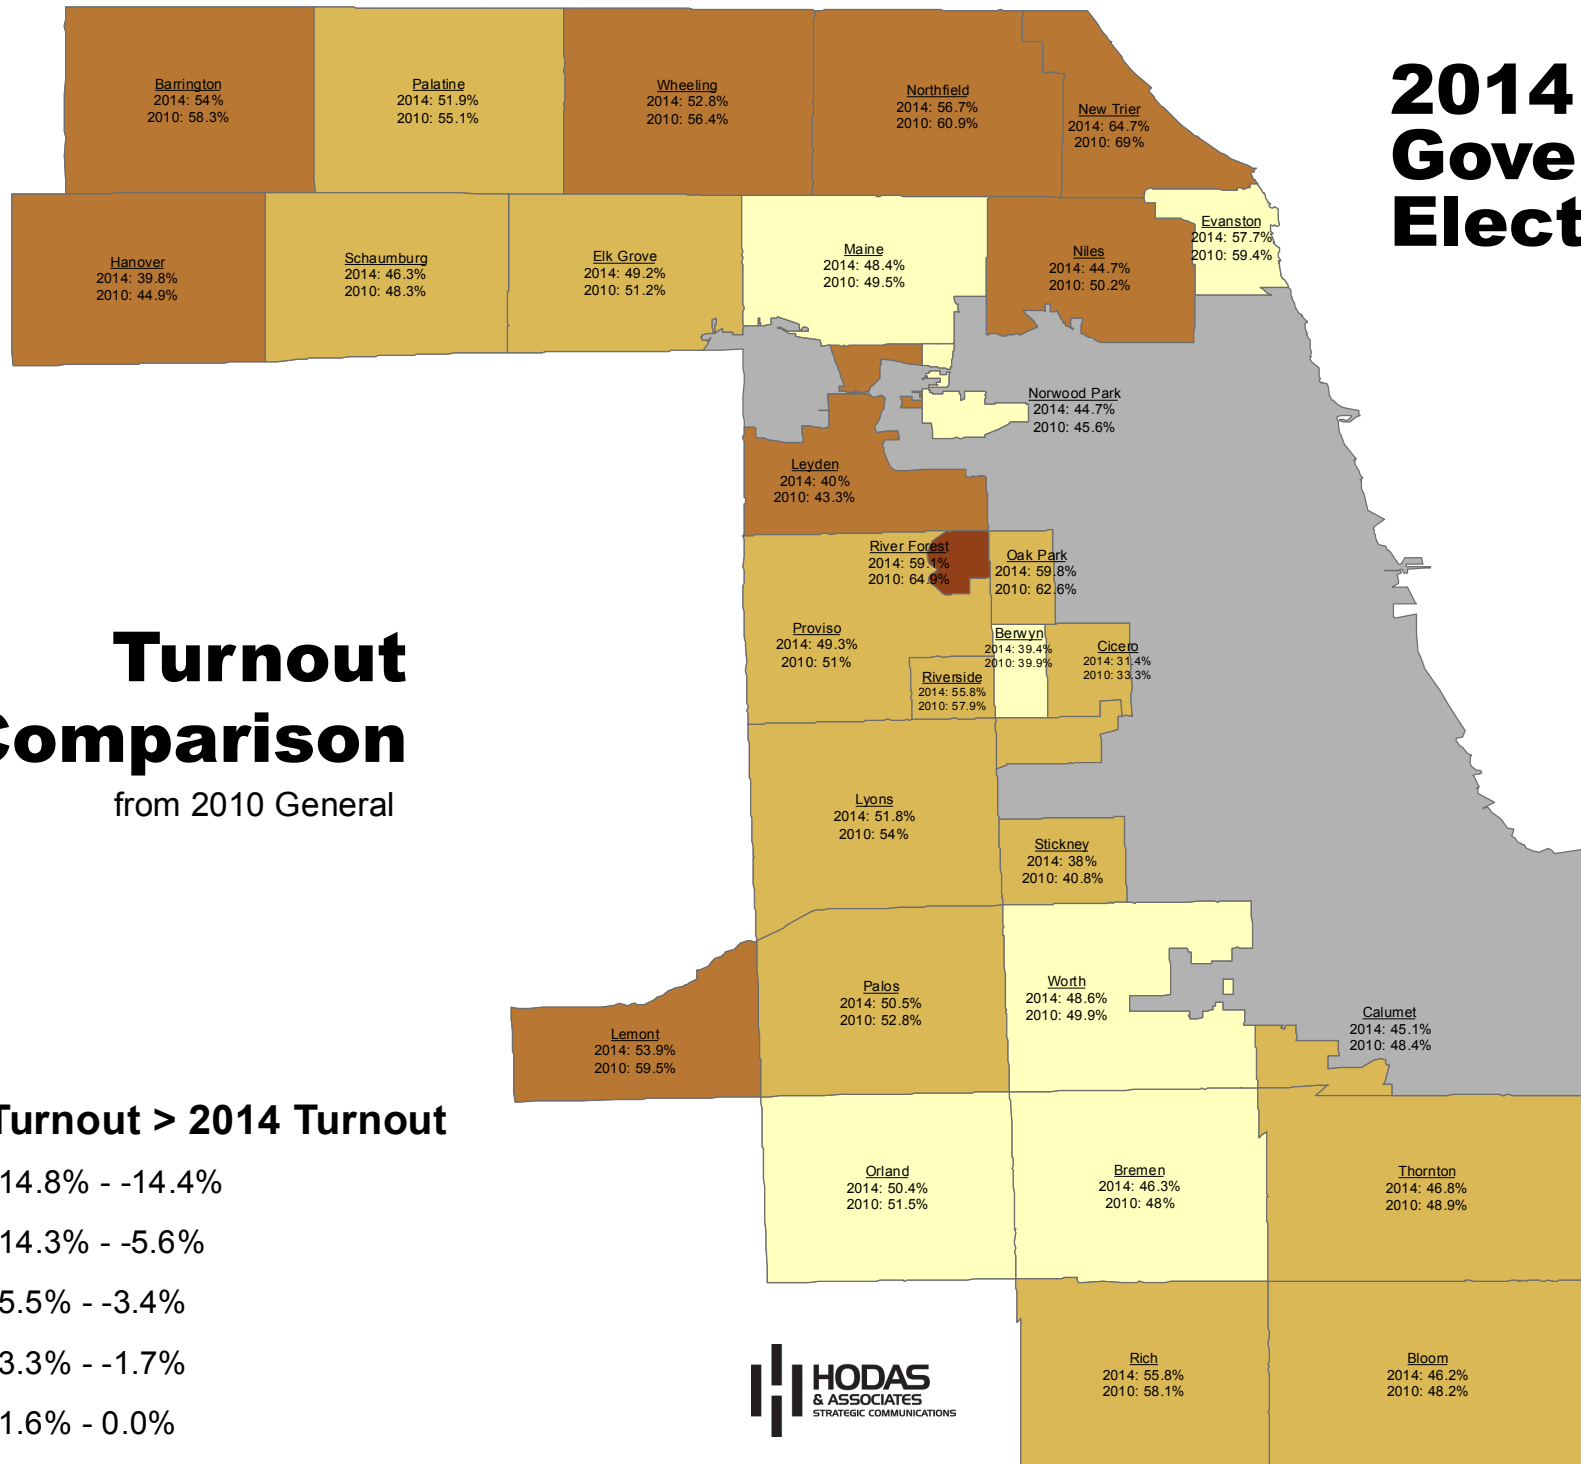 2014
Gove
Elect
Barrington
2014: 54%
2010: 58.3%
Palatine
2014: 51.9%
2010: 55.1%
Wheeling
2014: 52.8%
2010: 56.4%
Northfield
2014: 56.7%
2010: 60.9%
New Trier
2014: 64.7%
2010: 69%
Hanover
2014: 39.8%
2010: 44.9%
Schaumburg
2014: 46.3%
2010: 48.3%
Elk Grove
2014: 49.2%
2010: 51.2%
Maine
2014: 48.4%
2010: 49.5%
Niles
2014: 44.7%
2010: 50.2%
Evanston
2014: 57.7%
2010: 59.4%
Norwood Park
2014: 44.7%
2010: 45.6%
Leyden
2014: 40%
2010: 43.3%
River Forest
2014: 59.1%
2010: 64.9%
Oak Park
2014: 59.8%
2010: 62.6%
Proviso
2014: 49.3%
2010: 51%
Berwyn
2014: 39.4%
2010: 39.9%
Cicero
2014: 31.4%
2010: 33.3%
Riverside
2014: 55.8%
2010: 57.9%
Turnout
Comparison
from 2010 General
Lyons
2014: 51.8%
2010: 54%
Stickney
2014: 38%
2010: 40.8%
Palos
2014: 50.5%
2010: 52.8%
Worth
2014: 48.6%
2010: 49.9%
Calumet
2014: 45.1%
2010: 48.4%
Lemont
2014: 53.9%
2010: 59.5%
Orland
2014: 50.4%
2010: 51.5%
Bremen
2014: 46.3%
2010: 48%
Thornton
2014: 46.8%
2010: 48.9%
Rich
2014: 55.8%
2010: 58.1%
Bloom
2014: 46.2%
2010: 48.2%
Turnout > 2014 Turnout
14.8% - -14.4%
14.3% - -5.6%
5.5% - -3.4%
3.3% - -1.7%
1.6% - 0.0%
HODAS
& ASSOCIATES
STRATEGIC COMMUNICATIONS